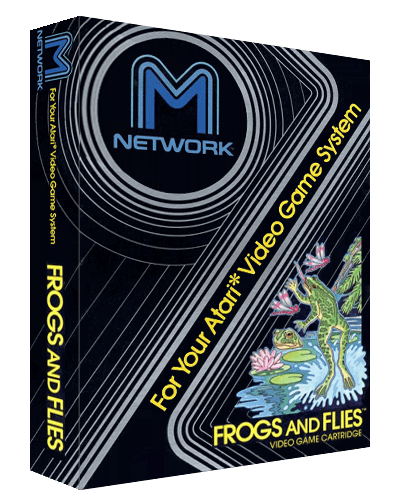 M
NETWORK
For Your Atari* Video Game System
FROGS AND FLIES
M
NETWORK
For Your Atari* Video Game System
FROGS AND FLIES™
VIDEO GAME CARTRIDGE